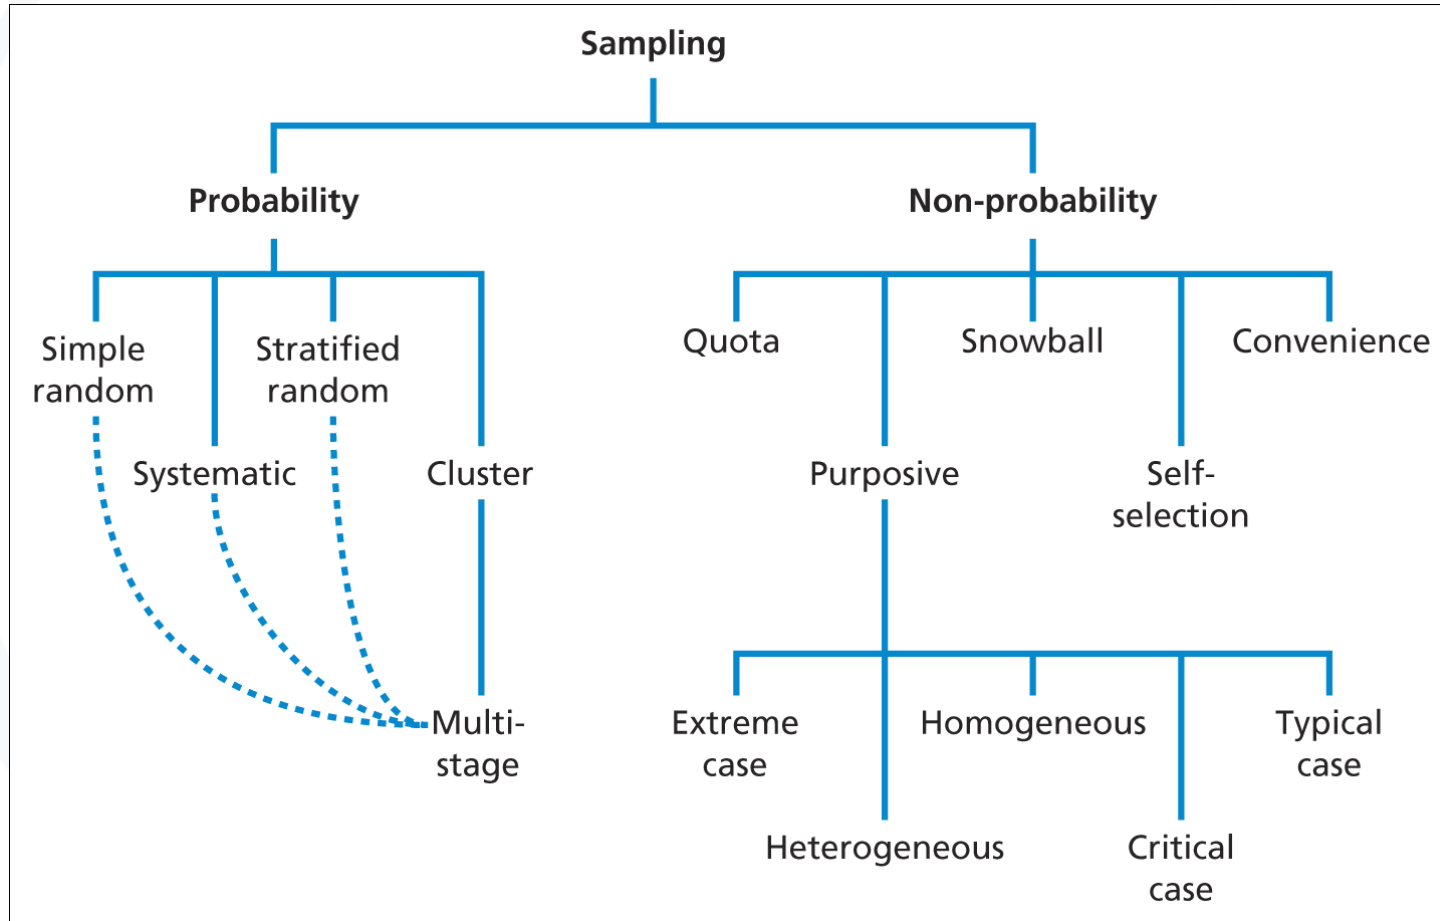 Sampling
Probability
Non-probability
Simple
random
Stratified
random
Systematic
Cluster
Multi-
stage
Quota
Snowball
Convenience
Purposive
Self-
selection
Extreme
case
Homogeneous
Typical
case
Heterogeneous
Critical
case